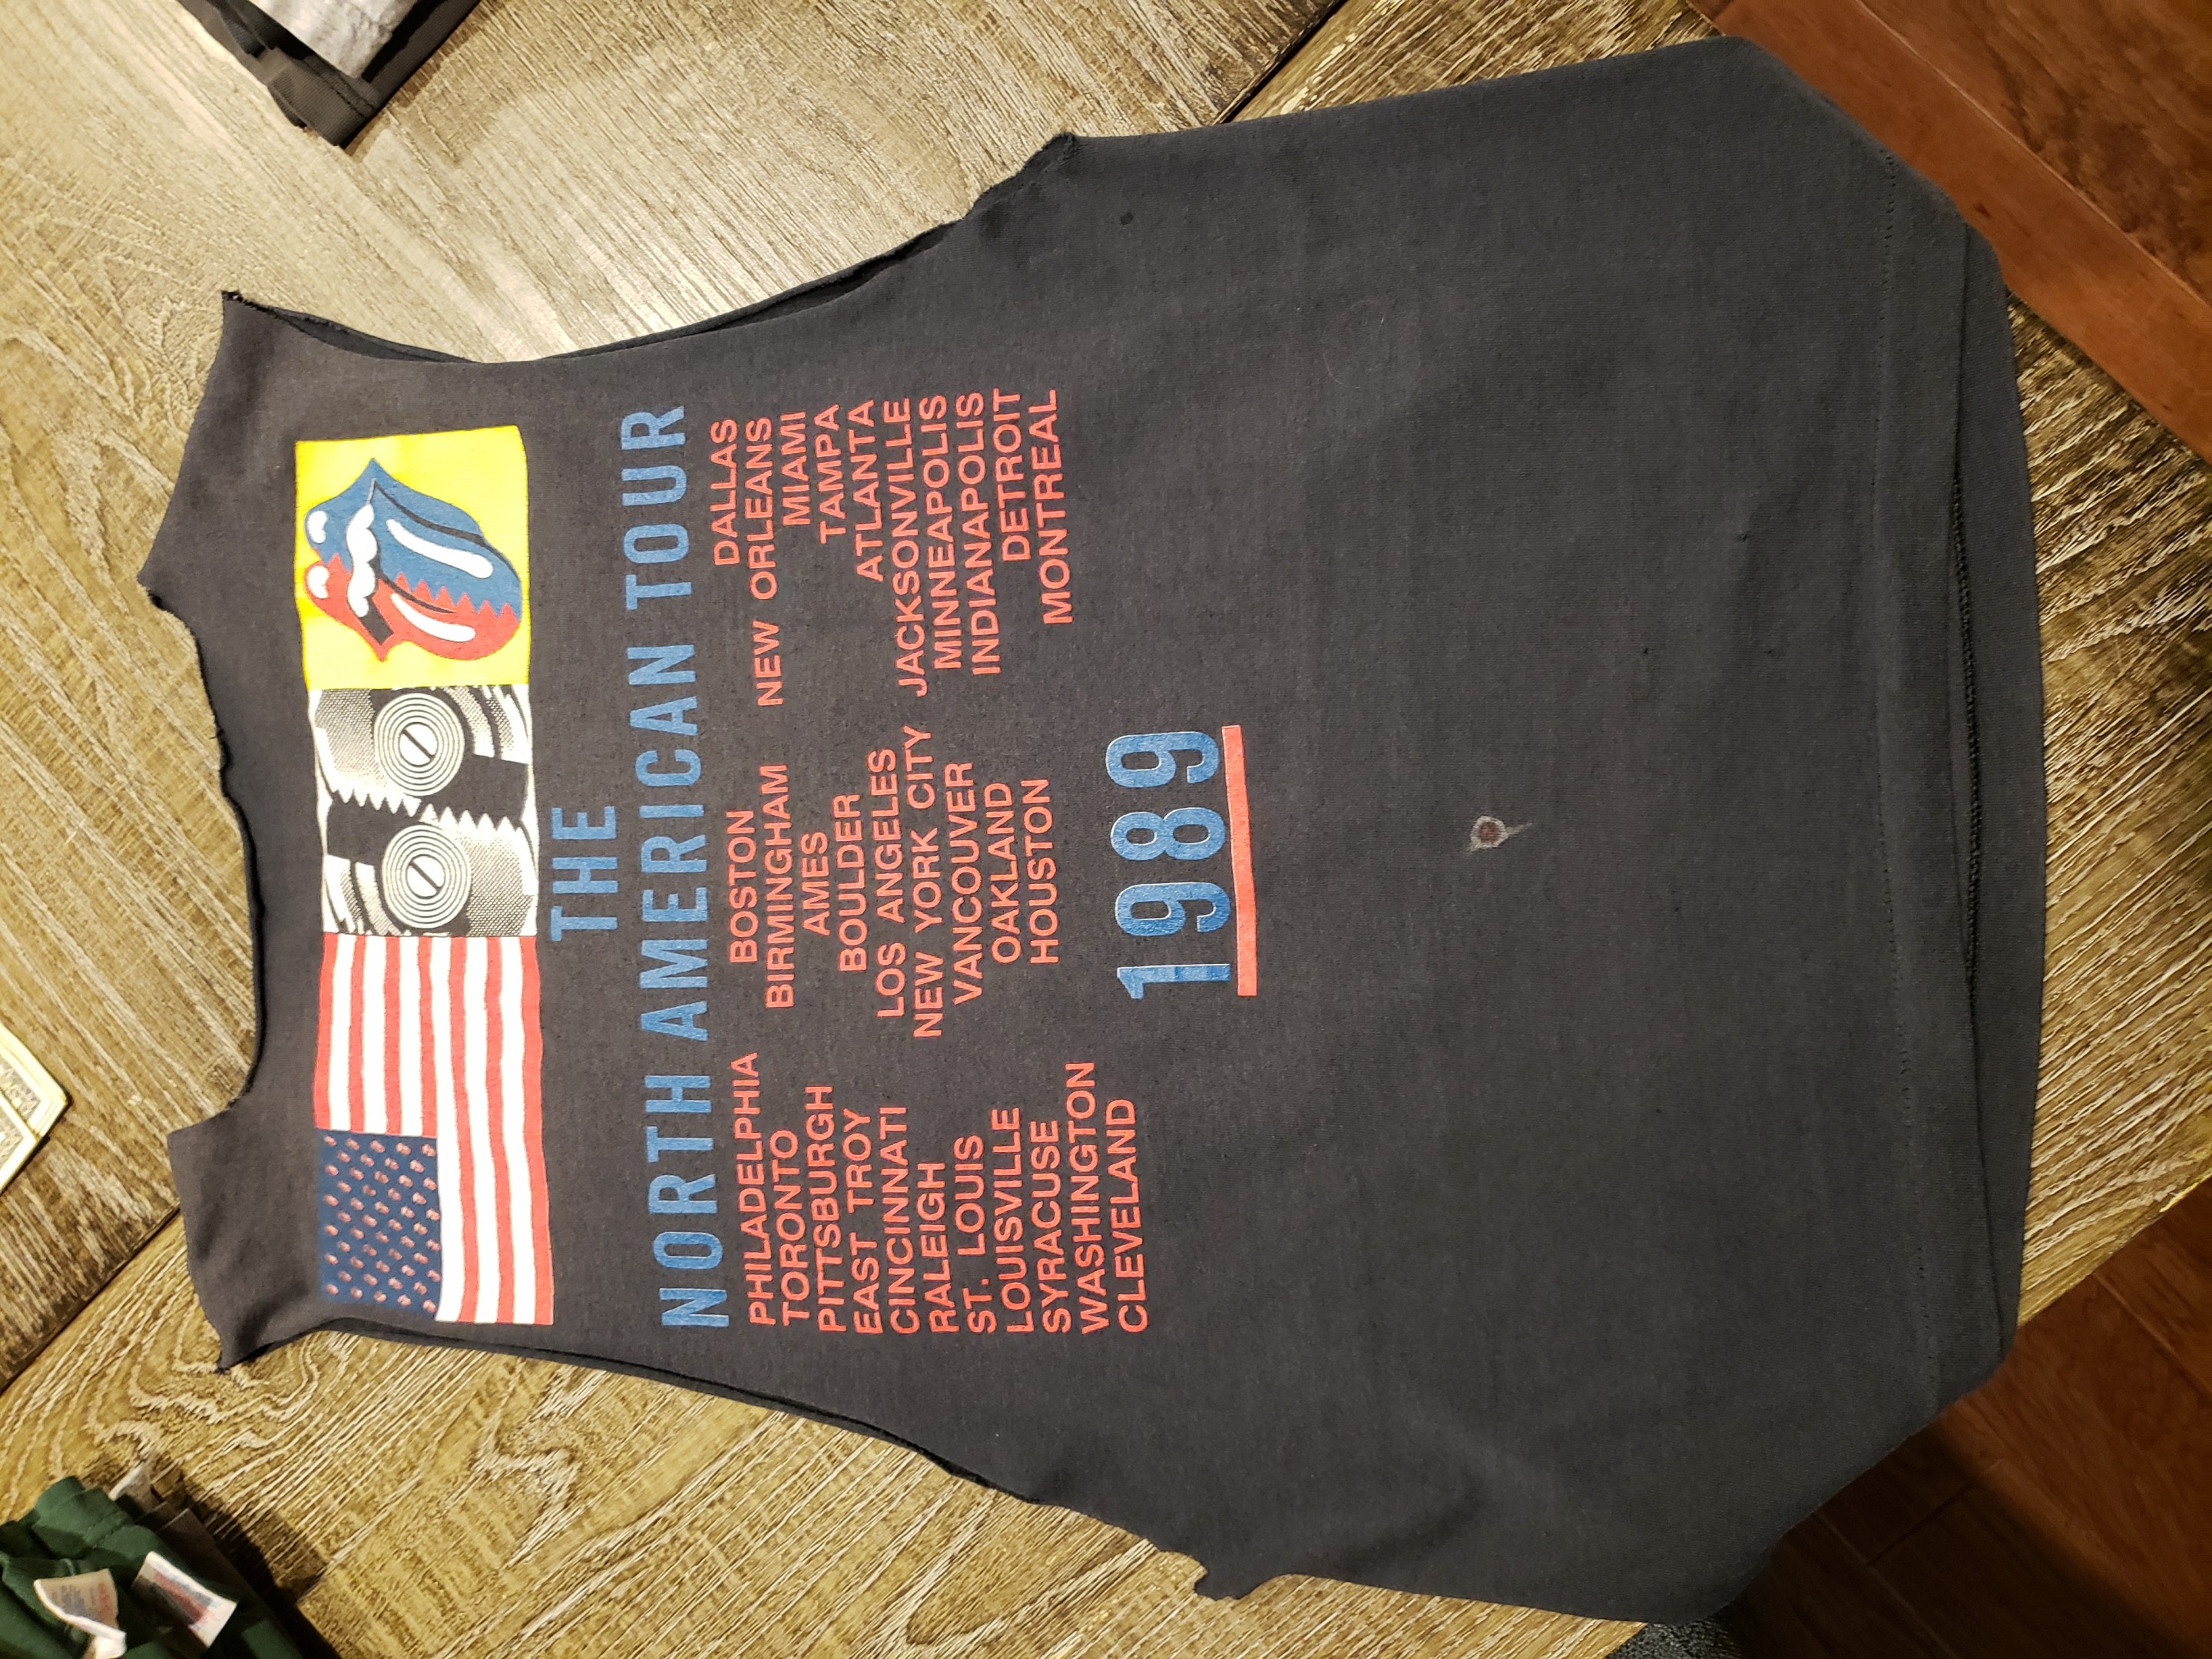 THE
NORTH AMERICAN TOUR
PHILADELPHIA
TORONTO
PITTSBURGH
EAST TROY
CINCINNATI
RALEIGH
ST. LOUIS
LOUISVILLE
SYRACUSE
WASHINGTON
CLEVELAND
BOSTON
BIRMINGHAM
AMES
BOULDER
LOS ANGELES
NEW YORK CITY
VANCOUVER
OAKLAND
HOUSTON
DALLAS
NEW ORLEANS
MIAMI
TAMPA
ATLANTA
JACKSONVILLE
MINNEAPOLIS
INDIANAPOLIS
DETROIT
MONTREAL
1989